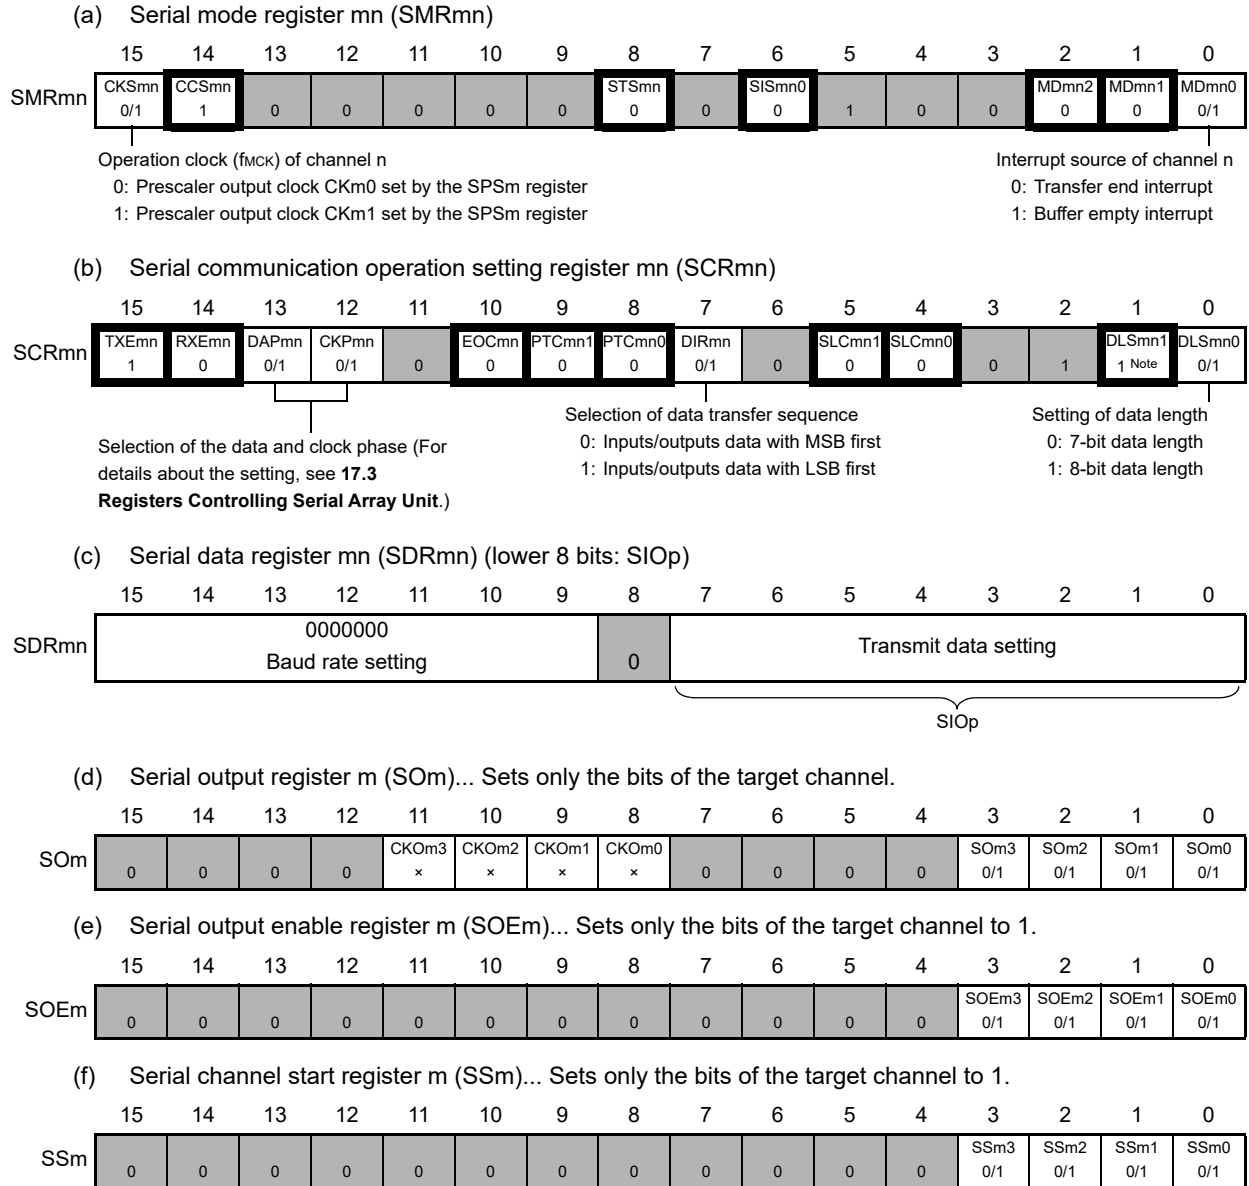 (a) Serial mode register mn (SMRmn)
15 14 13 12 11 10 9 8 7 6 5 4 3 2 1 0
SMRmn CKSmn 0/1 CCSmn 1 0 0 0 0 0 STSmn 0 0 SISmn0 0 1 0 0 MDmn2 0 MDmn1 0 MDmn0 0/1
Operation clock (fMCK) of channel n
0: Prescaler output clock CKm0 set by the SPSm register
1: Prescaler output clock CKm1 set by the SPSm register
Interrupt source of channel n
0: Transfer end interrupt
1: Buffer empty interrupt
(b) Serial communication operation setting register mn (SCRmn)
15 14 13 12 11 10 9 8 7 6 5 4 3 2 1 0
SCRmn TXEmn 1 RXEmn 0 DAPmn 0/1 CKPmn 0/1 0 EOCmn 0 PTCmn1 0 PTCmn0 0 DIRmn 0/1 0 SLCmn1 0 SLCmn0 0 0 1 DLSmn1 1 Note DLSmn0 0/1
Selection of the data and clock phase (For
details about the setting, see 17.3
Registers Controlling Serial Array Unit.)
Selection of data transfer sequence
0: Inputs/outputs data with MSB first
1: Inputs/outputs data with LSB first
Setting of data length
0: 7-bit data length
1: 8-bit data length
(c) Serial data register mn (SDRmn) (lower 8 bits: SIOp)
15 14 13 12 11 10 9 8 7 6 5 4 3 2 1 0
SDRmn 0000000 Baud rate setting 0 Transmit data setting
SIOp
(d) Serial output register m (SOm)... Sets only the bits of the target channel.
15 14 13 12 11 10 9 8 7 6 5 4 3 2 1 0
SOm 0 0 0 0 CKOm3 × CKOm2 × CKOm1 × CKOm0 × 0 0 0 0 SOm3 0/1 SOm2 0/1 SOm1 0/1 SOm0 0/1
(e) Serial output enable register m (SOEm)... Sets only the bits of the target channel to 1.
15 14 13 12 11 10 9 8 7 6 5 4 3 2 1 0
SOEm 0 0 0 0 0 0 0 0 0 0 0 0 SOEm3 0/1 SOEm2 0/1 SOEm1 0/1 SOEm0 0/1
(f) Serial channel start register m (SSm)... Sets only the bits of the target channel to 1.
15 14 13 12 11 10 9 8 7 6 5 4 3 2 1 0
SSm 0 0 0 0 0 0 0 0 0 0 0 0 SSm3 0/1 SSm2 0/1 SSm1 0/1 SSm0 0/1